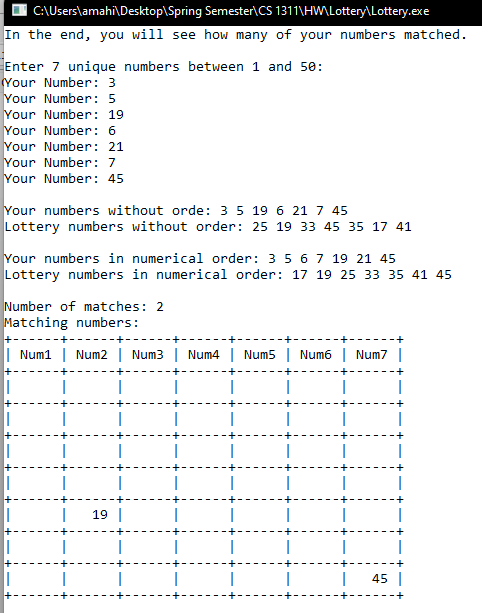 C:\Users\amahi\Desktop\Spring Semester\CS 1311\HW\Lottery\Lottery.exe
In the end, you will see how many of your numbers matched.
Enter 7 unique numbers between 1 and 50:
Your Number: 3
Your Number: 5
Your Number: 19
Your Number: 6
Your Number: 21
Your Number: 7
Your Number: 45
Your numbers without orde: 3 5 19 6 21 7 45
Lottery numbers without order: 25 19 33 45 35 17 41
Your numbers in numerical order: 3 5 6 7 19 21 45
Lottery numbers in numerical order: 17 19 25 33 35 41 45
Number of matches: 2
Matching numbers:
| Num1 | Num2 | Num3 | Num4 | Num5 | Num6 | Num7 |
19
45